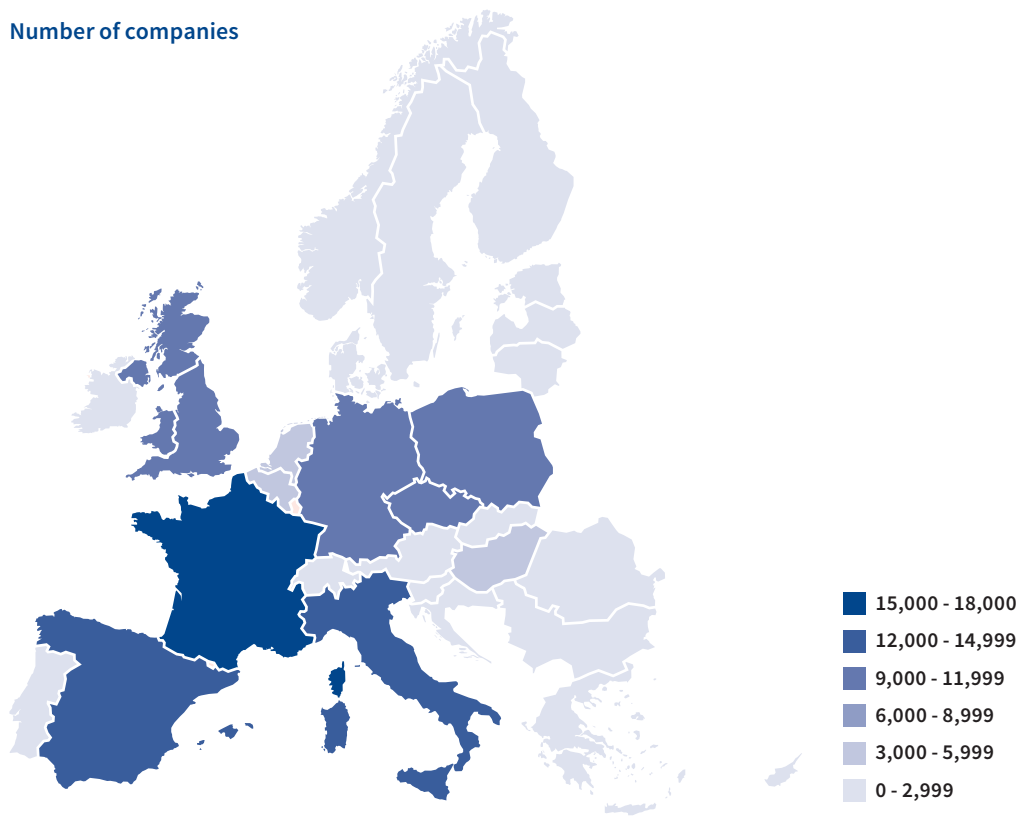 Number of companies
15,000 - 18,000
12,000 - 14,999
9,000 - 11,999
6,000 - 8,999
3,000 - 5,999
0 - 2,999